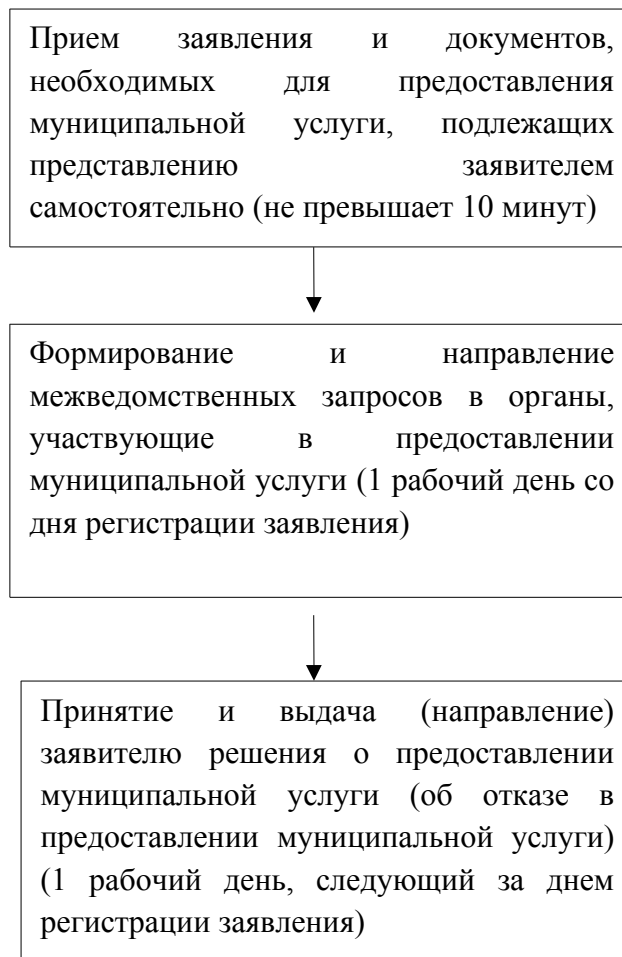 Прием заявления и документов,
необходимых для предоставления
муниципальной услуги, подлежащих
представлению заявителем
самостоятельно (не превышает 10 минут)
Формирование и направление
межведомственных запросов в органы,
участвующие в предоставлении
муниципальной услуги (1 рабочий день со
дня регистрации заявления)
Принятие и выдача (направление)
заявителю решения о предоставлении
муниципальной услуги (об отказе в
предоставлении муниципальной услуги)
(1 рабочий день, следующий за днем
регистрации заявления)